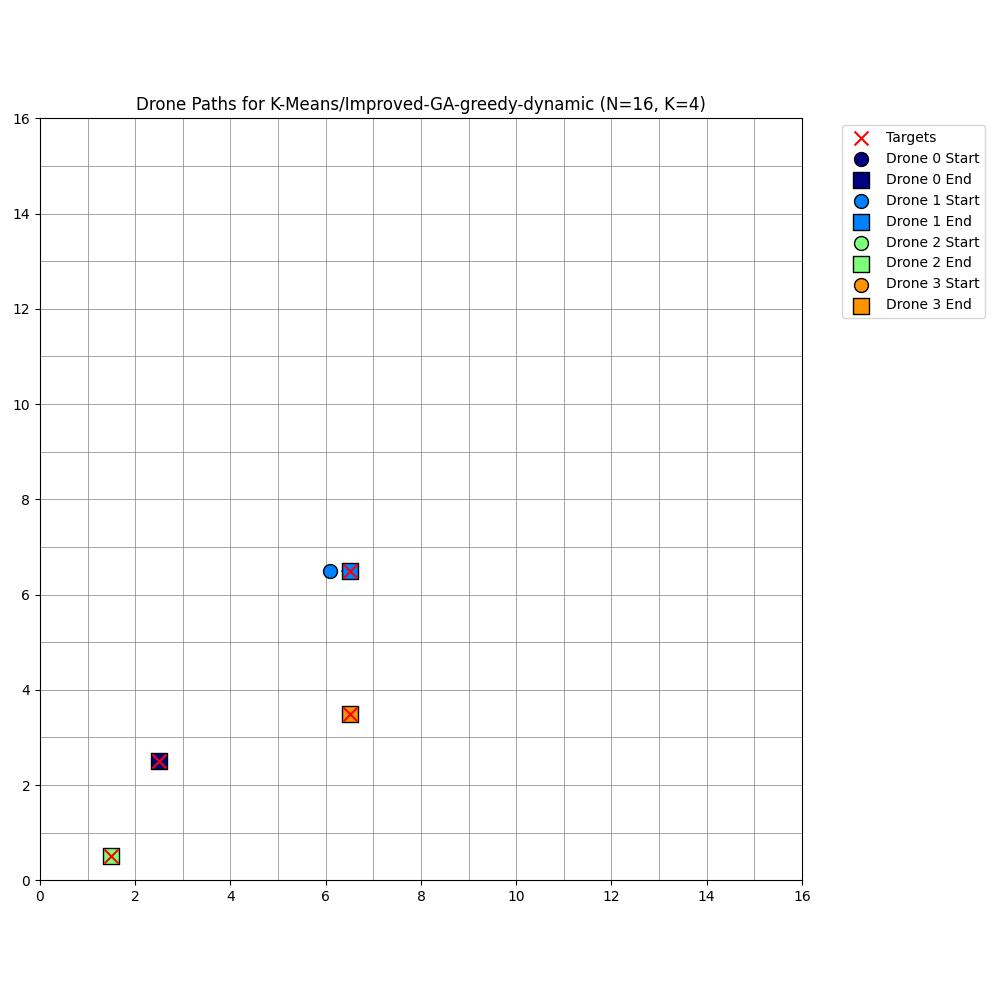 Drone Paths for K-Means/Improved-GA-greedy-dynamic (N=16, K=4)
Targets
Drone 0 Start
Drone 0 End
Drone 1 Start
Drone 1 End
Drone 2 Start
Drone 2 End
Drone 3 Start
Drone 3 End
16
14
12
10
8
6
4
2
0
0 2 4 6 8 10 12 14 16